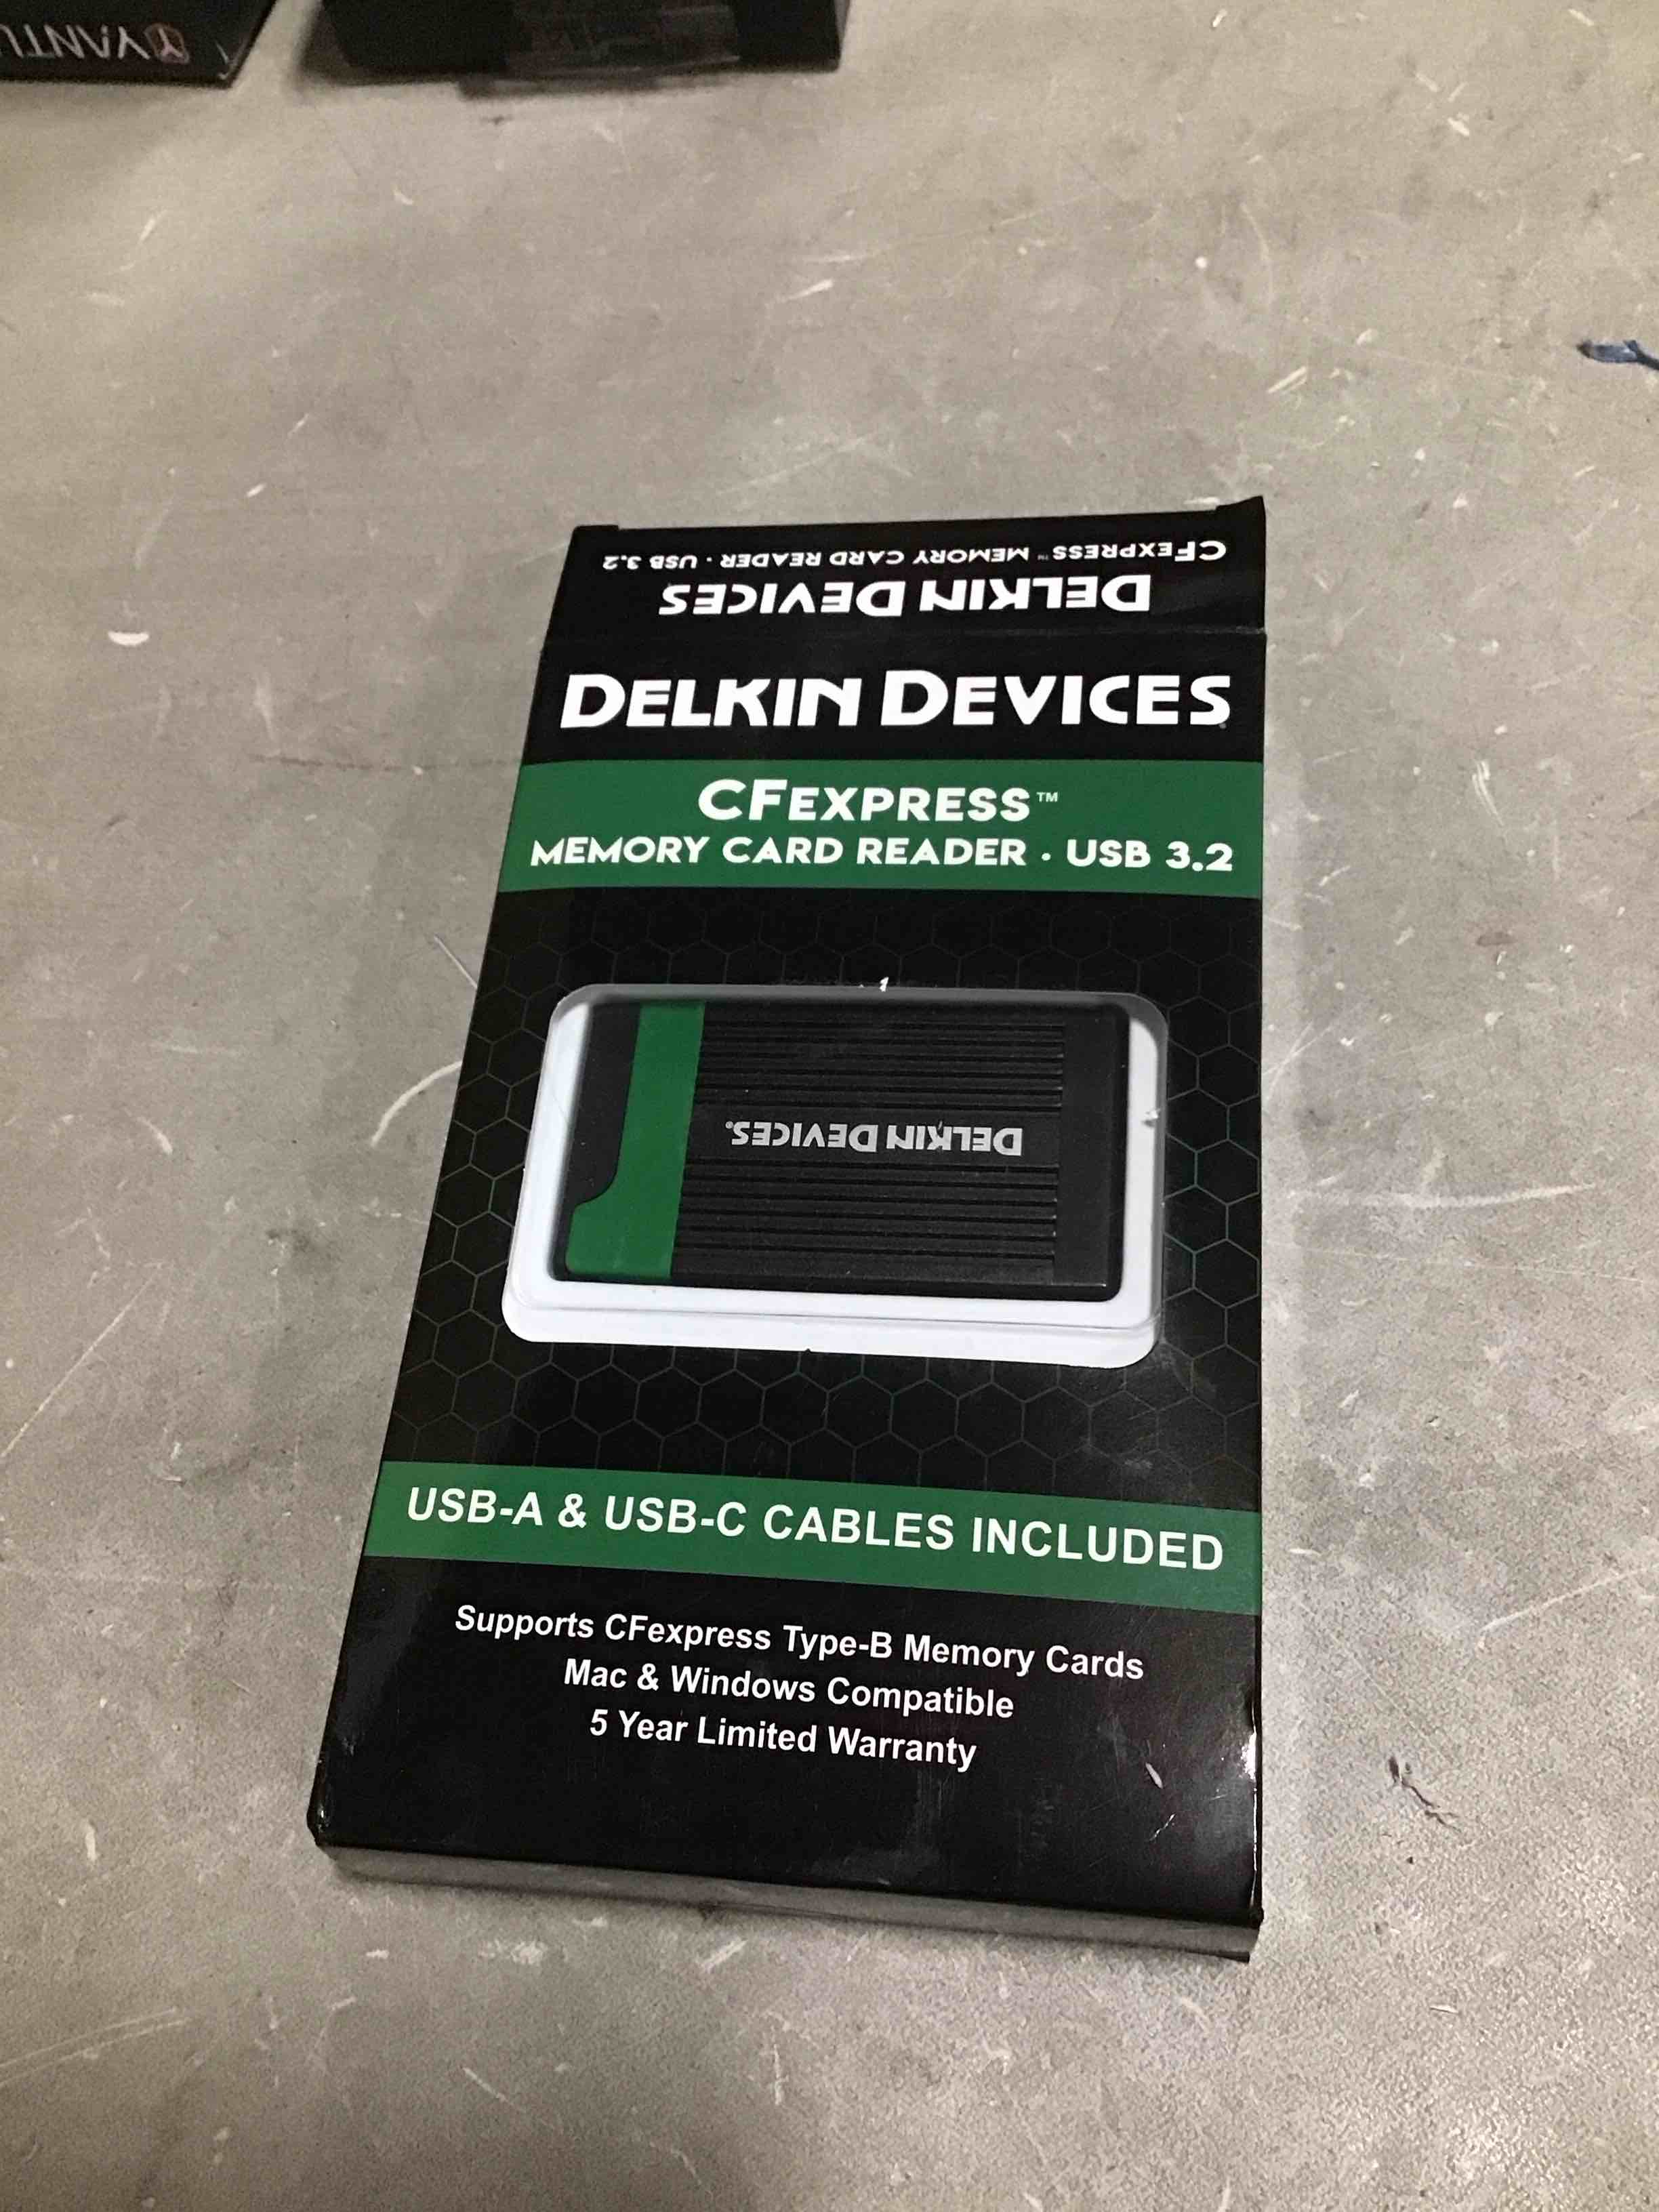 CFEXPRESS™ MEMORY CARD READER · USB 3.2
DELKIN DEVICES
DELKIN DEVICES
CFEXPRESS™
MEMORY CARD READER · USB 3.2
DELKIN DEVICES.
USB-A & USB-C CABLES INCLUDED
Supports CFexpress Type-B Memory Cards
Mac & Windows Compatible
5 Year Limited Warranty